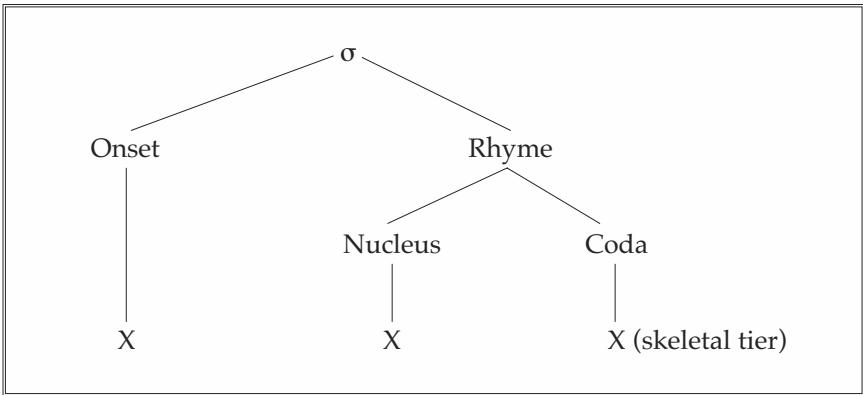 σ
Onset Rhyme
Nucleus Coda
X X X (skeletal tier)